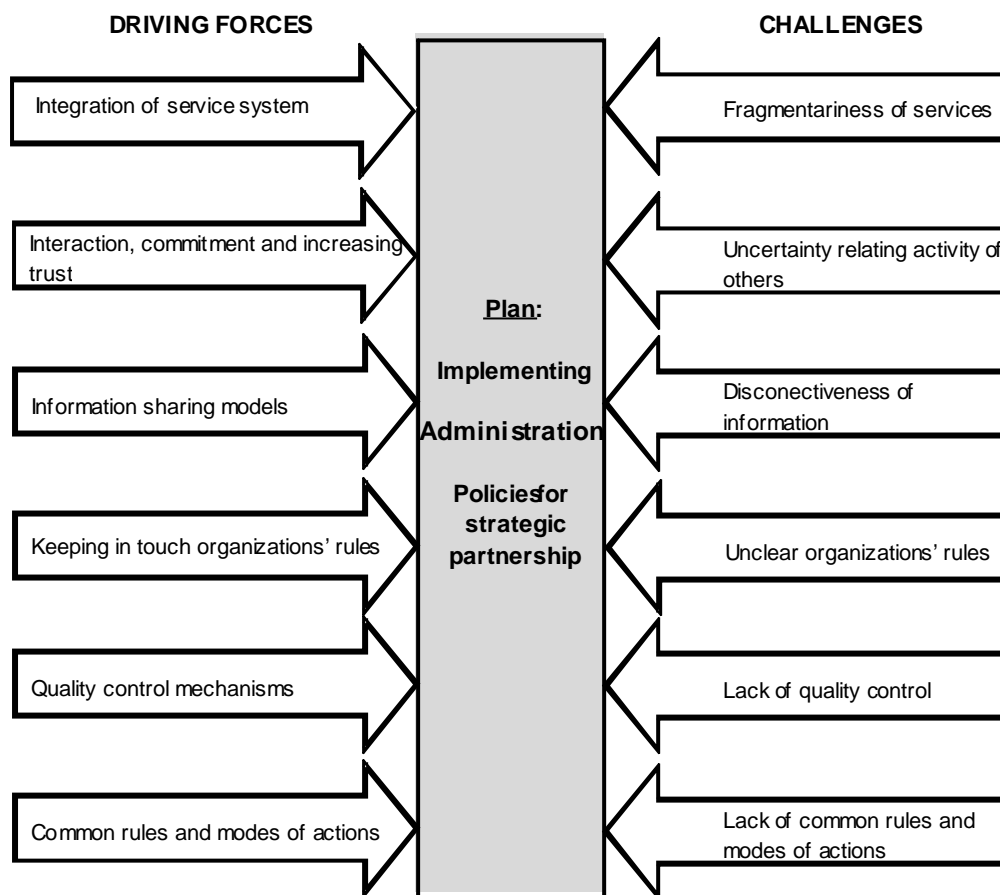 DRIVING FORCES
CHALLENGES
Integration of service system
Fragmentariness of services
Interaction, commitment and increasing
trust
Uncertainty relating activity of
others
Plan:
Implementing
Administration
Policies for
strategic
partnership
Information sharing models
Disconectiveness of
information
Keeping in touch organizations' rules
Unclear organizations' rules
Quality control mechanisms
Lack of quality control
Common rules and modes of actions
Lack of common rules and
modes of actions